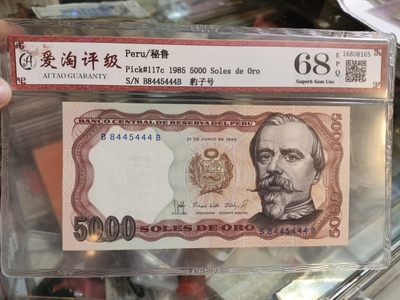 爱淘评级
AI TAO GUARANTY
Peru/秘鲁
Pick#117c 1985 5000 Soles de Oro
S/N B8445444B 豹子号
68
EPQ
16808165
Superb Gem Unc
BANCO CENTRAL DE RESERVA DEL PERU
B 8445444 B
21 DE JUNIO DE 1985
5000
SOLES DE ORO
B 8445444 B
5000
5000